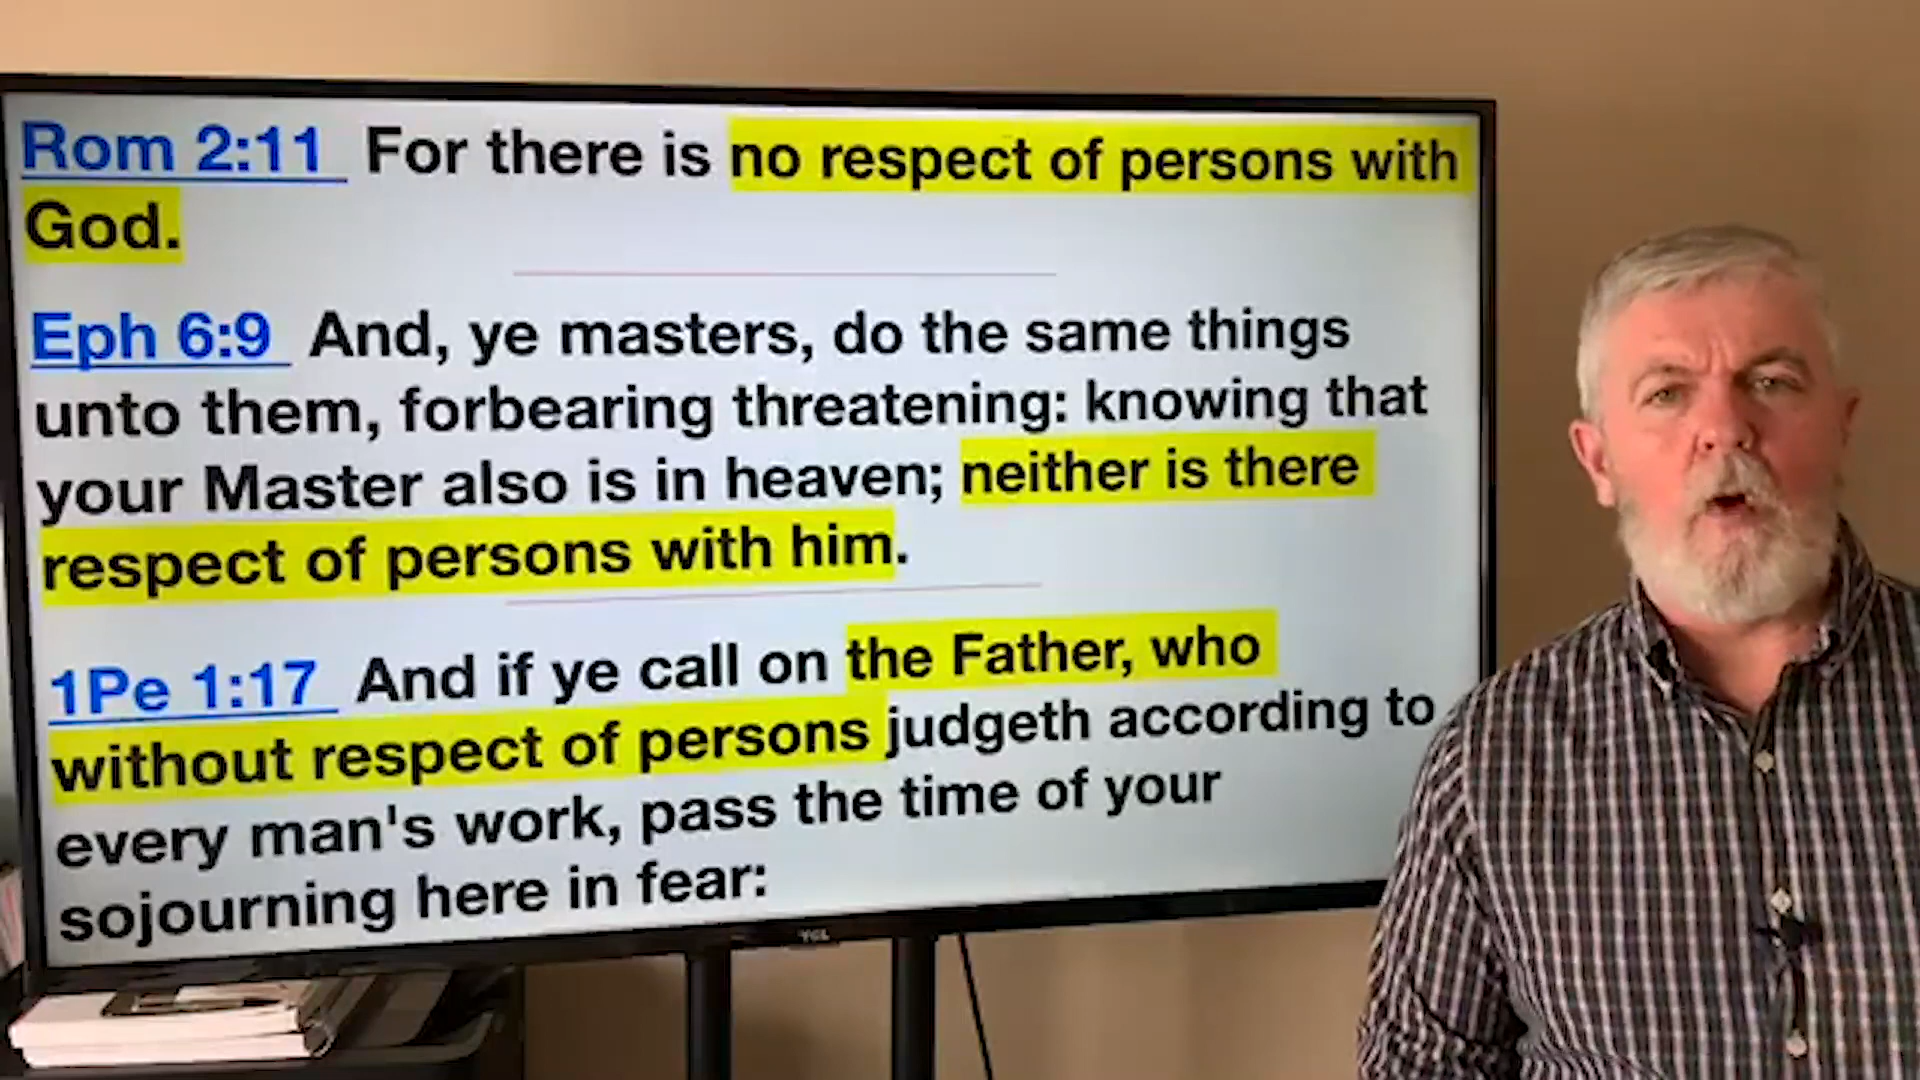 Rom 2:11 For there is no respect of persons with
God.
Eph 6:9 And, ye masters, do the same things
unto them, forbearing threatening: knowing that
your Master also is in heaven; neither is there
respect of persons with him.
1Pe 1:17 And if ye call on the Father, who
without respect of persons judgeth according to
every man's work, pass the time of your
sojourning here in fear:
TCL